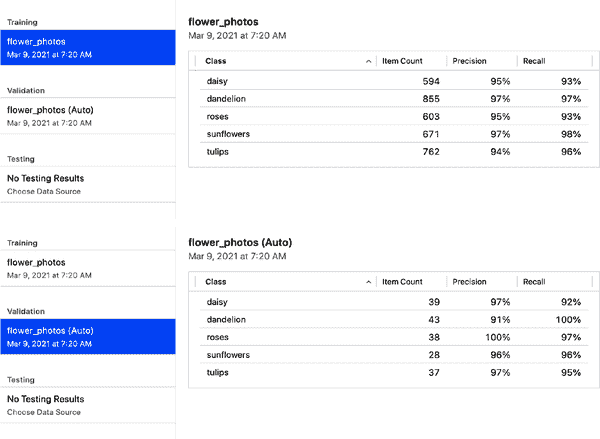 Training
flower_photos
Mar 9, 2021 at 7:20 AM
Validation
flower_photos (Auto)
Mar 9, 2021 at 7:20 AM
Testing
No Testing Results
Choose Data Source
flower_photos
Mar 9, 2021 at 7:20 AM
Class Item Count Precision Recall
daisy 594 95% 93%
dandelion 855 97% 97%
roses 603 95% 93%
sunflowers 671 97% 98%
tulips 762 94% 96%
Training
flower_photos
Mar 9, 2021 at 7:20 AM
Validation
flower_photos (Auto)
Mar 9, 2021 at 7:20 AM
Testing
No Testing Results
Choose Data Source
flower_photos (Auto)
Mar 9, 2021 at 7:20 AM
Class Item Count Precision Recall
daisy 39 97% 92%
dandelion 43 91% 100%
roses 38 100% 97%
sunflowers 28 96% 96%
tulips 37 97% 95%